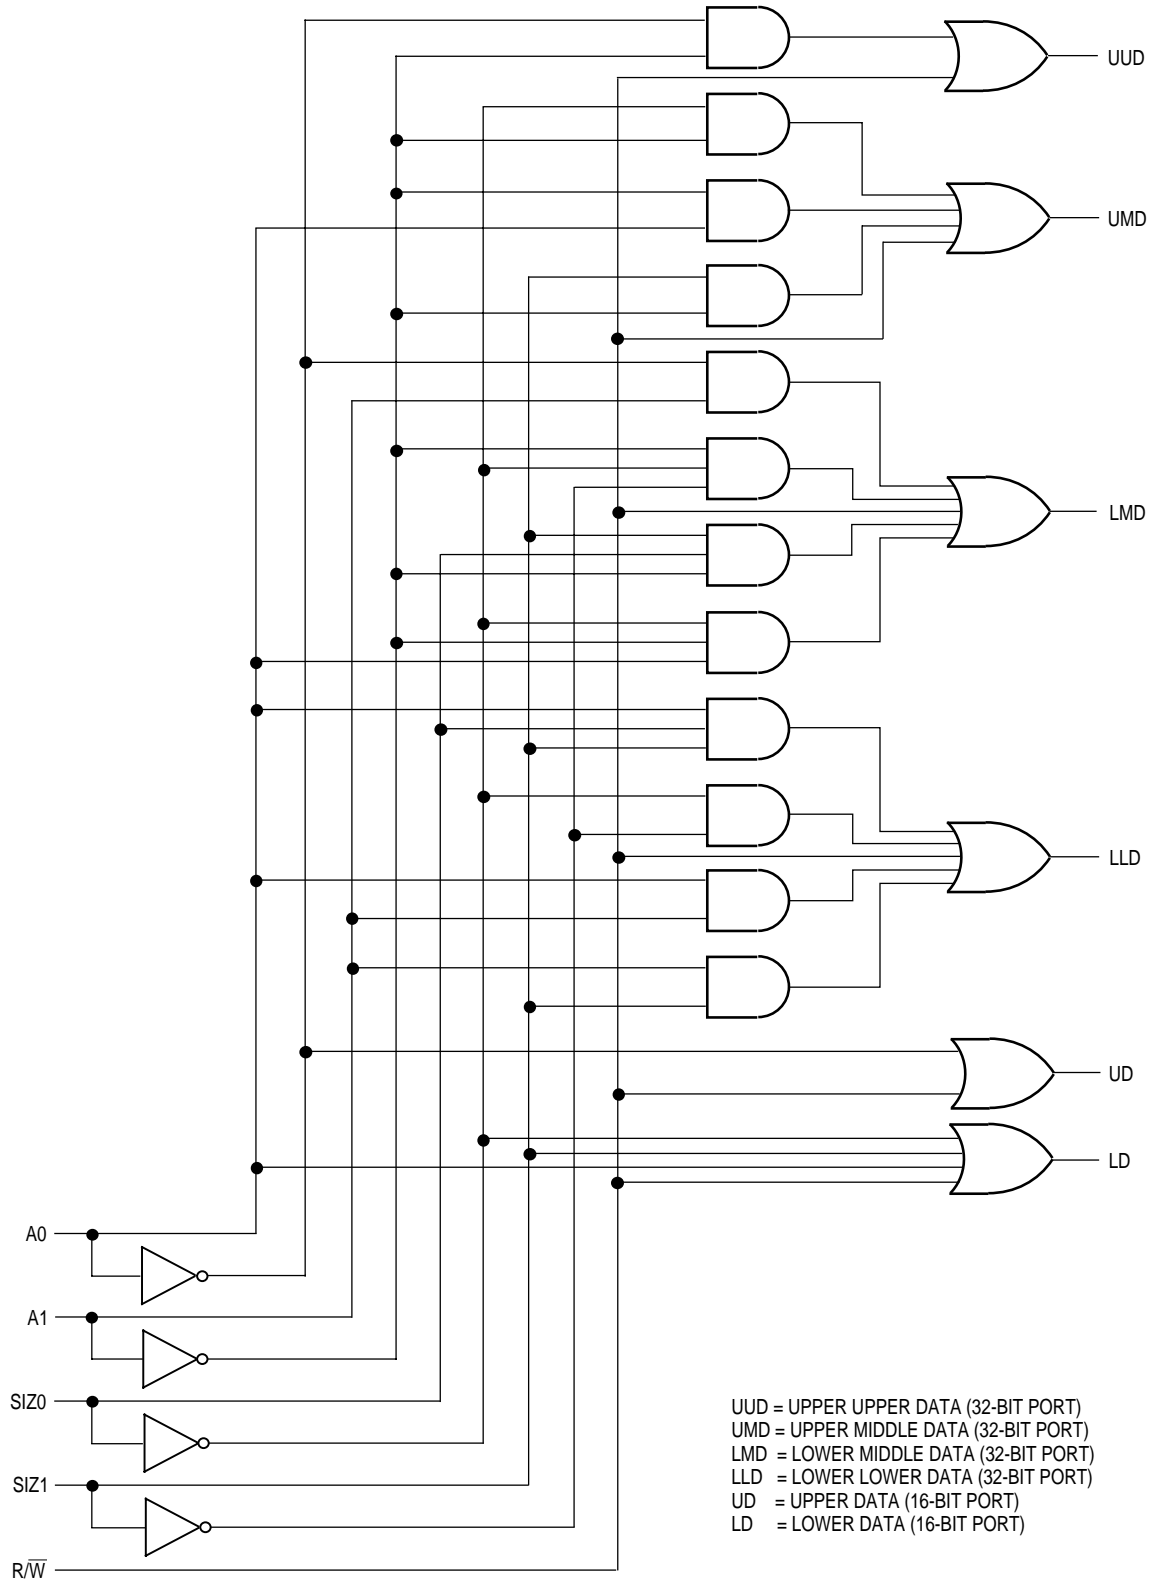 UUD
UMD
LMD
LLD
UD
LD
A0
A1
SIZ0
SIZ1
R/W̅
UUD = UPPER UPPER DATA (32-BIT PORT)
UMD = UPPER MIDDLE DATA (32-BIT PORT)
LMD = LOWER MIDDLE DATA (32-BIT PORT)
LLD = LOWER LOWER DATA (32-BIT PORT)
UD = UPPER DATA (16-BIT PORT)
LD = LOWER DATA (16-BIT PORT)